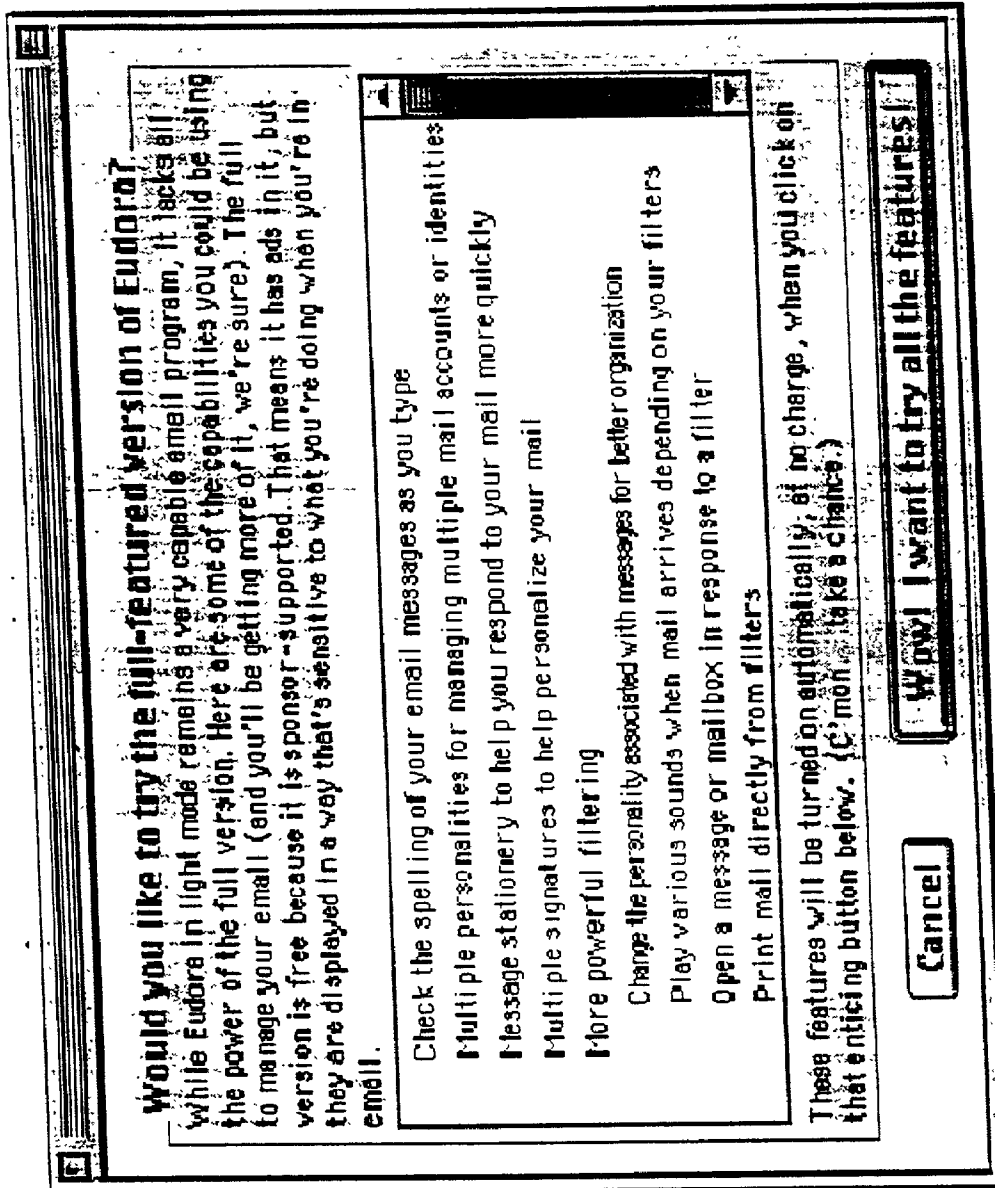 Would you like to try the full-featured version of Eudora?
While Eudora in light mode remains a very capable email program, it lacks all
the power of the full version. Here are some of the capabilities you could be using
to manage your email (and you'll be getting more of it, we're sure). The full
version is free because it is sponsor-supported. That means it has ads in it, but
they are displayed in a way that's sensitive to what you're doing when you're in
email.
Check the spelling of your email messages as you type
Multiple personalities for managing multiple mail accounts or identities
Message stationery to help you respond to your mail more quickly
Multiple signatures to help personalize your mail
More powerful filtering
Change the personality associated with messages for better organization
Play various sounds when mail arrives depending on your filters
Open a message or mailbox in response to a filter
Print mail directly from filters
These features will be turned on automatically, at no charge, when you click on
that enticing button below. (C'mon... take a chance.)
Cancel
Wow! I want to try all the features!